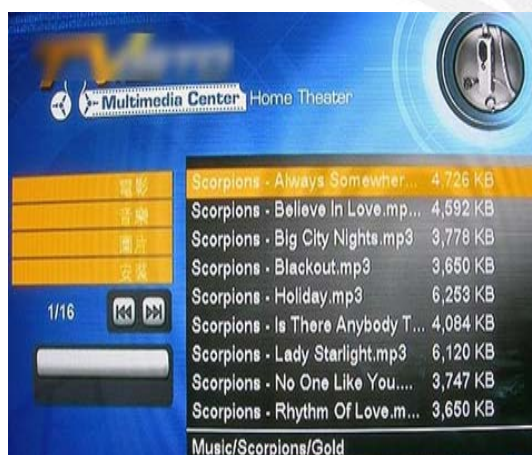 TV
Multimedia Center Home Theater
電影
音樂
圖片
安裝
1/16
Scorpions - Always Somewher... 4,726 KB
Scorpions - Believe In Love.mp... 4,592 KB
Scorpions - Big City Nights.mp3 3,778 KB
Scorpions - Blackout.mp3 3,650 KB
Scorpions - Holiday.mp3 6,253 KB
Scorpions - Is There Anybody T... 4,084 KB
Scorpions - Lady Starlight.mp3 6,120 KB
Scorpions - No One Like You.... 3,747 KB
Scorpions - Rhythm Of Love.m... 3,650 KB
Music/Scorpions/Gold